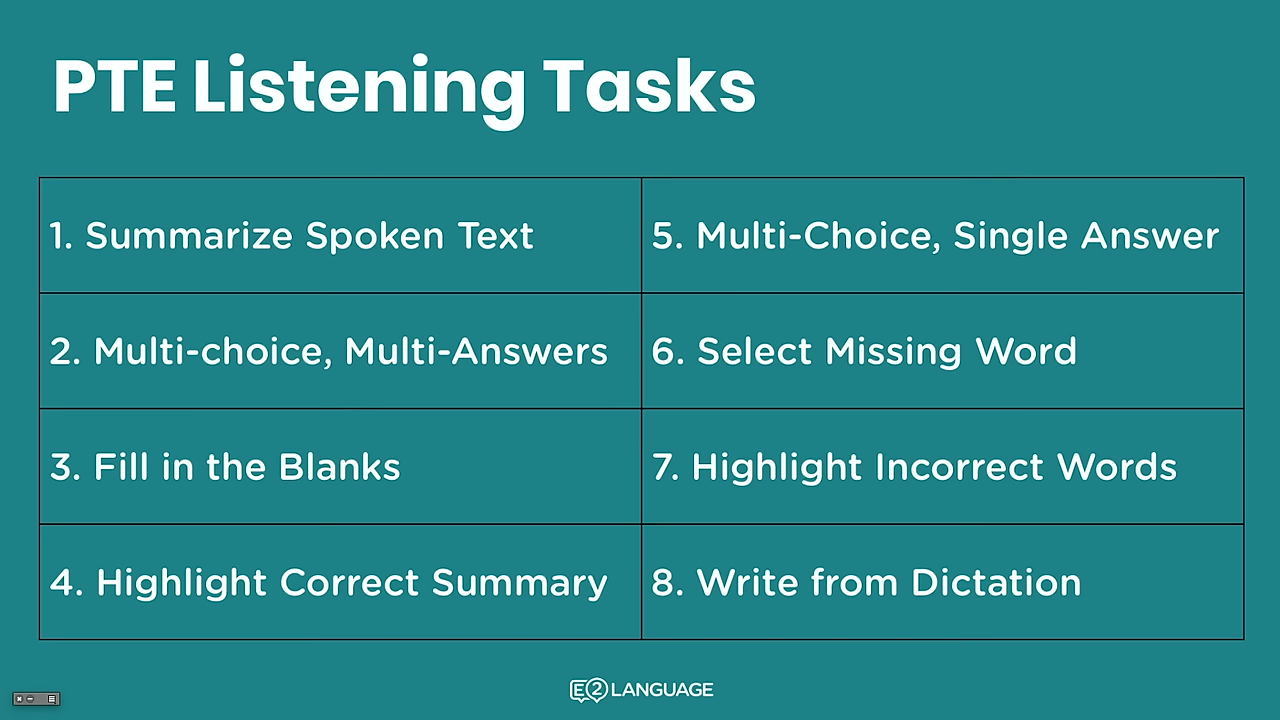 PTE Listening Tasks
1. Summarize Spoken Text
2. Multi-choice, Multi-Answers
3. Fill in the Blanks
4. Highlight Correct Summary
5. Multi-Choice, Single Answer
6. Select Missing Word
7. Highlight Incorrect Words
8. Write from Dictation
E2 LANGUAGE